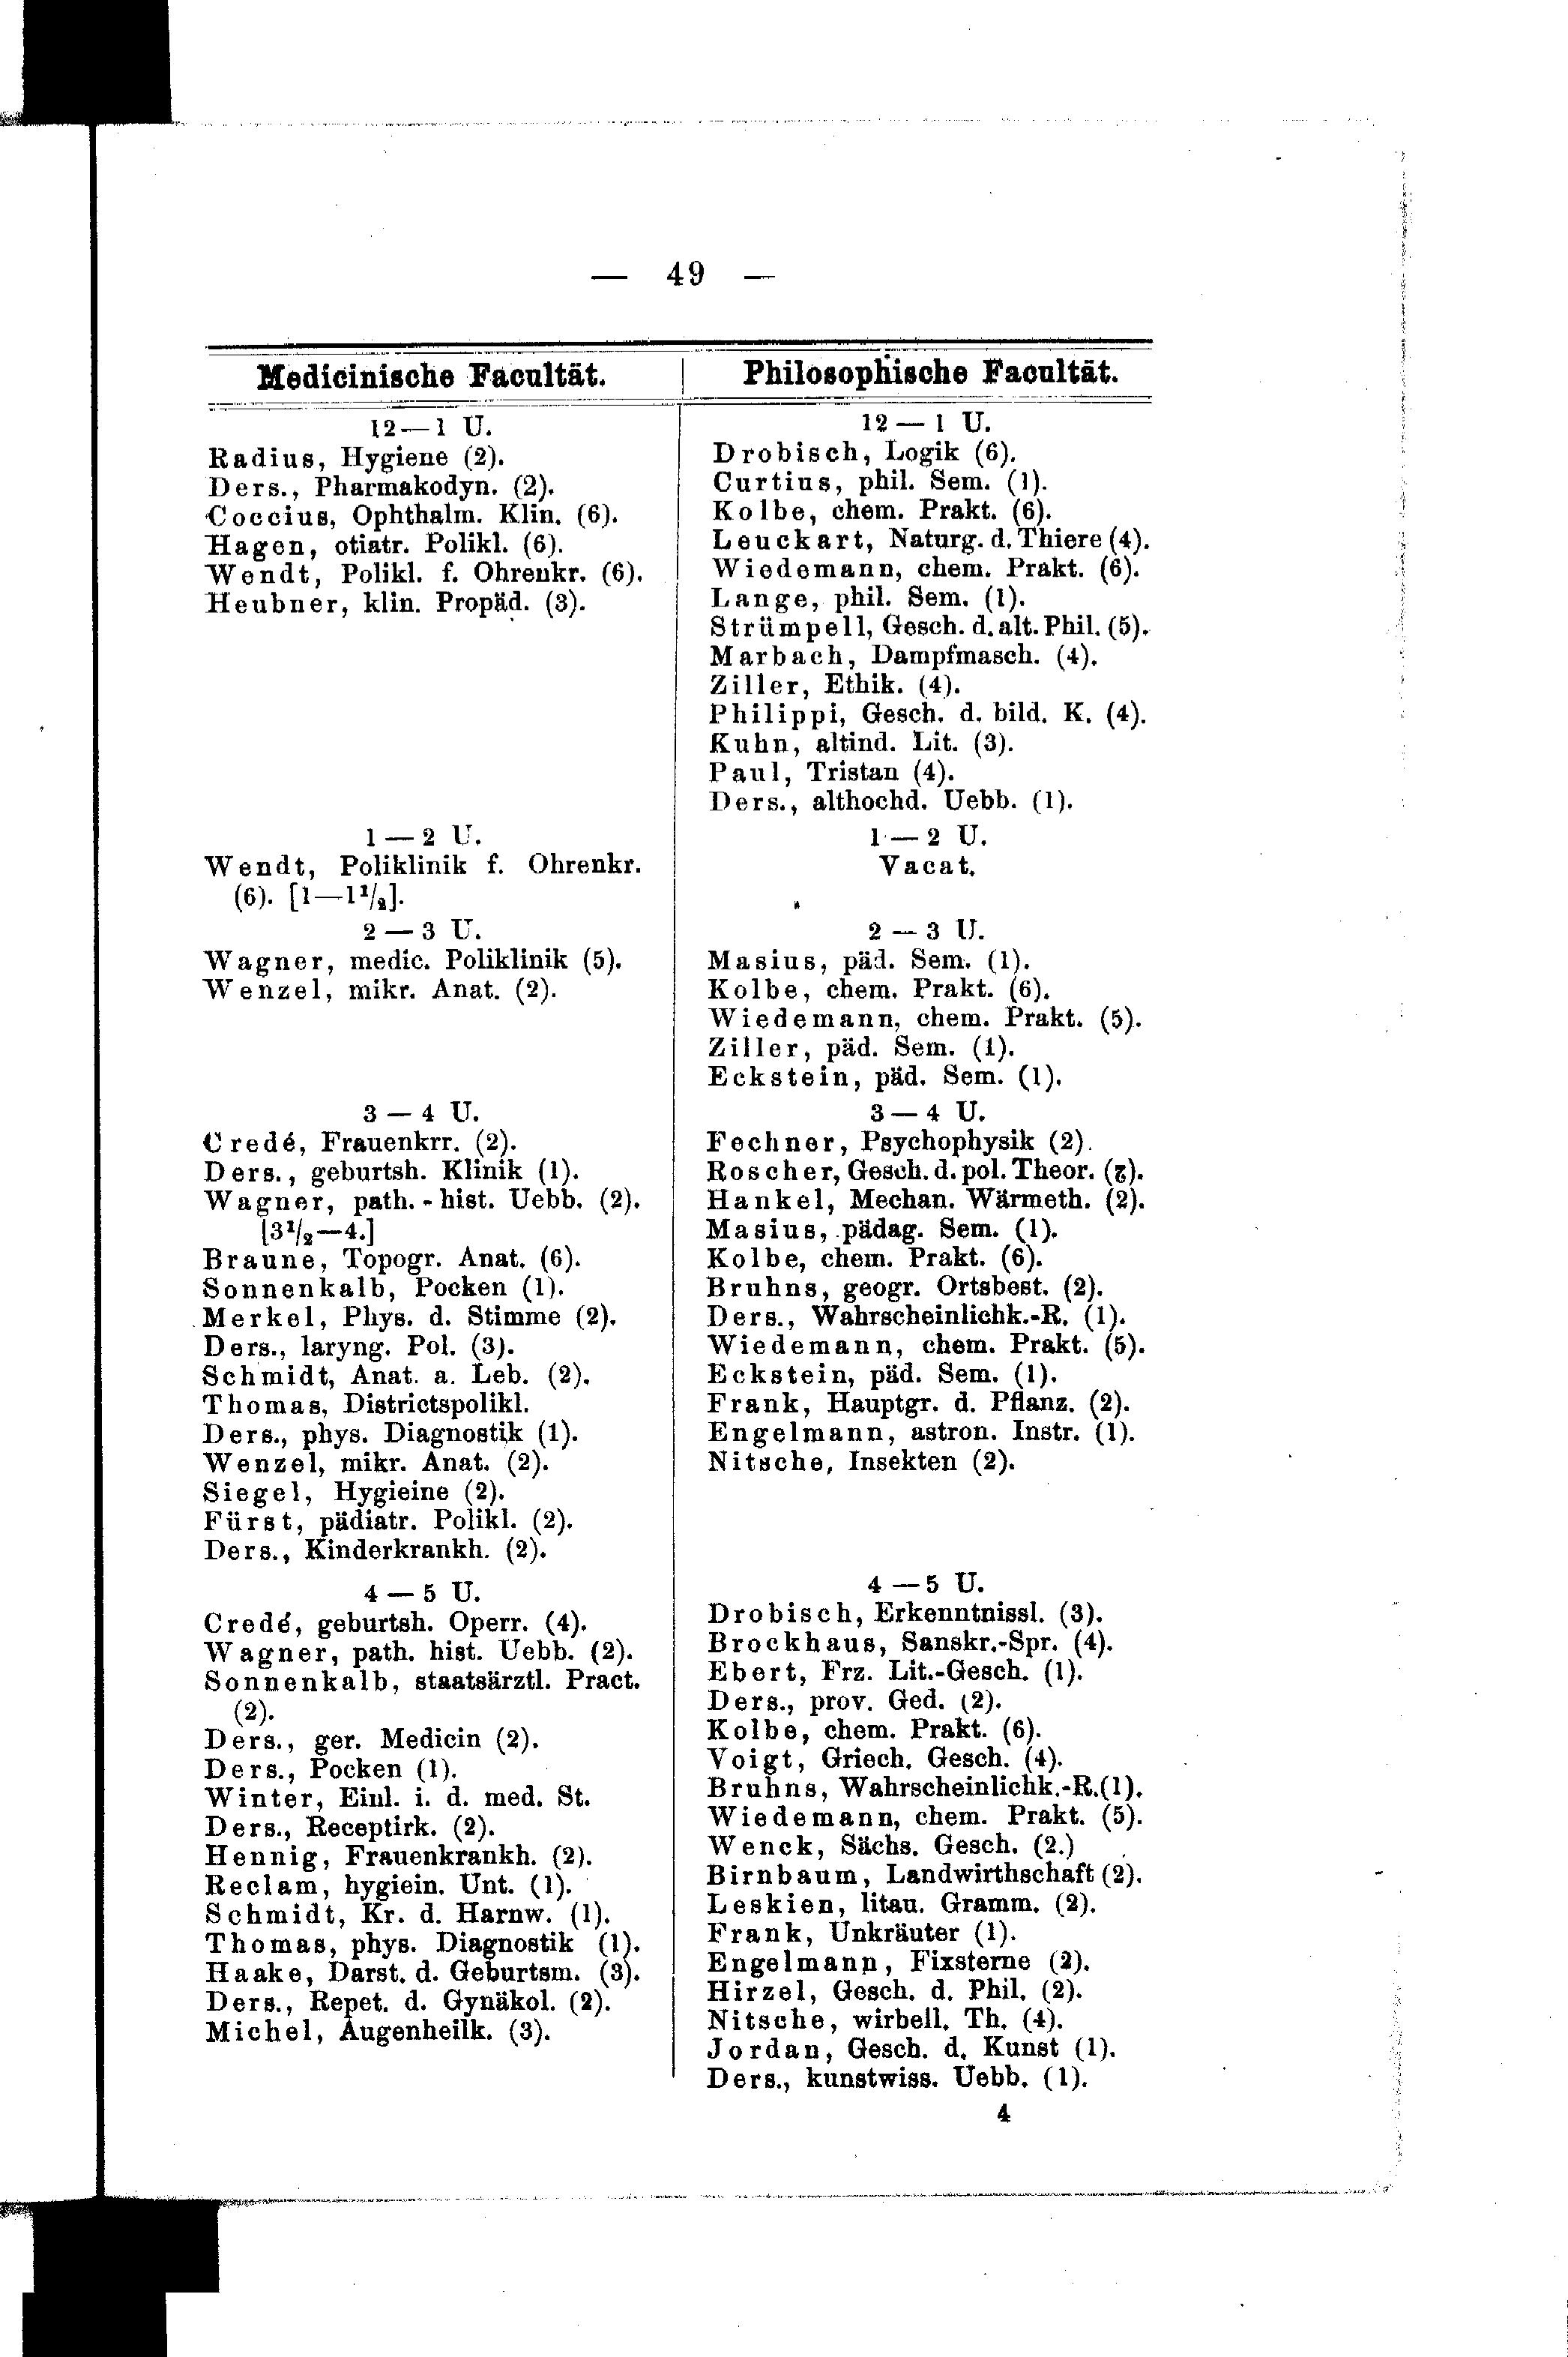 — 49 —
Medicinische Facultät.
12—1 U.
Radius, Hygiene (2).
Ders., Pharmakodyn. (2).
Coccius, Ophthalm. Klin. (6).
Hagen, otiatr. Polikl. (6).
Wendt, Polikl. f. Ohrenkr. (6).
Heubner, klin. Propäd. (3).
1—2 U.
Wendt, Poliklinik f. Ohrenkr.
(6). [1—1½].
2—3 U.
Wagner, medic. Poliklinik (5).
Wenzel, mikr. Anat. (2).
3—4 U.
Credé, Frauenkrr. (2).
Ders., geburtsh. Klinik (1).
Wagner, path.-hist. Uebb. (2).
[3½—4.]
Braune, Topogr. Anat. (6).
Sonnenkalb, Pocken (1).
Merkel, Phys. d. Stimme (2).
Ders., laryng. Pol. (3).
Schmidt, Anat. a. Leb. (2).
Thomas, Districtspolikl.
Ders., phys. Diagnostik (1).
Wenzel, mikr. Anat. (2).
Siegel, Hygieine (2).
Fürst, pädiatr. Polikl. (2).
Ders., Kinderkrankh. (2).
4—5 U.
Credé, geburtsh. Operr. (4).
Wagner, path. hist. Uebb. (2).
Sonnenkalb, staatsärztl. Pract.
(2).
Ders., ger. Medicin (2).
Ders., Pocken (1).
Winter, Einl. i. d. med. St.
Ders., Receptirk. (2).
Hennig, Frauenkrankh. (2).
Reclam, hygiein. Unt. (1).
Schmidt, Kr. d. Harnw. (1).
Thomas, phys. Diagnostik (1).
Haake, Darst. d. Geburtsm. (3).
Ders., Repet. d. Gynäkol. (2).
Michel, Augenheilk. (3).
Philosophische Facultät.
12—1 U.
Drobisch, Logik (6).
Curtius, phil. Sem. (1).
Kolbe, chem. Prakt. (6).
Leuckart, Naturg. d. Thiere (4).
Wiedemann, chem. Prakt. (6).
Lange, phil. Sem. (1).
Strümpell, Gesch. d. alt. Phil. (5).
Marbach, Dampfmasch. (4).
Ziller, Ethik. (4).
Philippi, Gesch. d. bild. K. (4).
Kuhn, altind. Lit. (3).
Paul, Tristan (4).
Ders., althochd. Uebb. (1).
1—2 U.
Vacat.
2—3 U.
Masius, päd. Sem. (1).
Kolbe, chem. Prakt. (6).
Wiedemann, chem. Prakt. (5).
Ziller, päd. Sem. (1).
Eckstein, päd. Sem. (1).
3—4 U.
Fechner, Psychophysik (2).
Roscher, Gesch. d. pol. Theor.
Hankel, Mechan. Wärmeth. (2).
Masius, pädag. Sem. (1).
Kolbe, chem. Prakt. (6).
Bruhns, geogr. Ortsbest. (2).
Ders., Wahrscheinlichk.-R. (1).
Wiedemann, chem. Prakt. (5).
Eckstein, päd. Sem. (1).
Frank, Hauptgr. d. Pflanz. (2).
Engelmann, astron. Instr. (1).
Nitsche, Insekten (2).
4—5 U.
Drobisch, Erkenntnissl. (3).
Brockhaus, Sanskr.-Spr. (4).
Ebert, Frz. Lit.-Gesch. (1).
Ders., prov. Ged. (2).
Kolbe, chem. Prakt. (6).
Voigt, Griech. Gesch. (4).
Bruhns, Wahrscheinlichk.-R.(1).
Wiedemann, chem. Prakt. (5).
Wenck, Sächs. Gesch. (2.)
Birnbaum, Landwirthschaft (2).
Leskien, litau. Gramm. (2).
Frank, Unkräuter (1).
Engelmann, Fixsterne (2).
Hirzel, Gesch. d. Phil. (2).
Nitsche, wirbell. Th. (4).
Jordan, Gesch. d. Kunst (1).
Ders., kunstwiss. Uebb. (1).
4